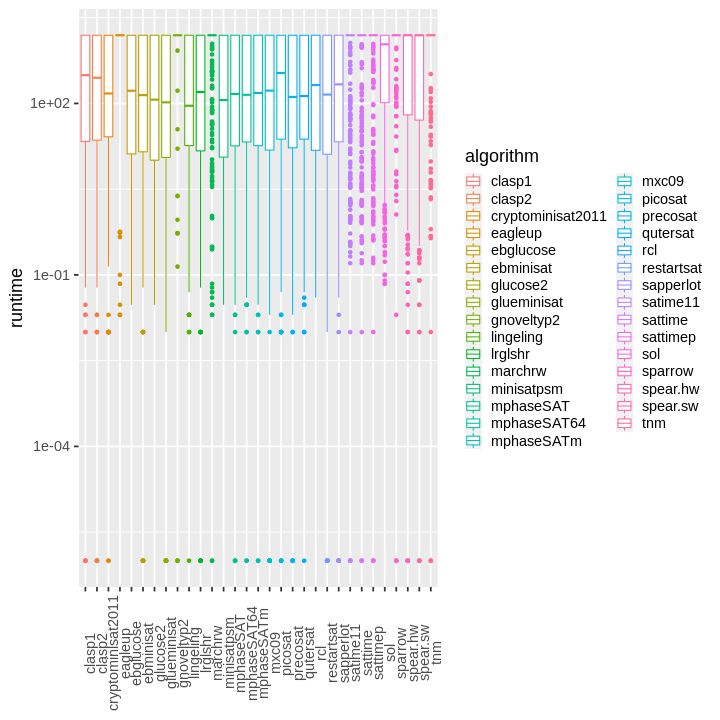 1e+02
1e-01
1e-04
runtime
clasp1
clasp2
cryptominisat2011
eagleup
ebglucose
ebminisat
glucose2
glueminisat
gnoveltyp2
lingeling
lrglshr
marchrw
minisatpsm
mphaseSAT
mphaseSAT64
mphaseSATm
mxc09
picosat
precosat
qutersat
rcl
restartsat
sapperlot
satime11
sattime
sattimep
sol
sparrow
spear.hw
spear.sw
tnm
algorithm
clasp1
clasp2
cryptominisat2011
eagleup
ebglucose
ebminisat
glucose2
glueminisat
gnoveltyp2
lingeling
lrglshr
marchrw
minisatpsm
mphaseSAT
mphaseSAT64
mphaseSATm
mxc09
picosat
precosat
qutersat
rcl
restartsat
sapperlot
satime11
sattime
sattimep
sol
sparrow
spear.hw
spear.sw
tnm